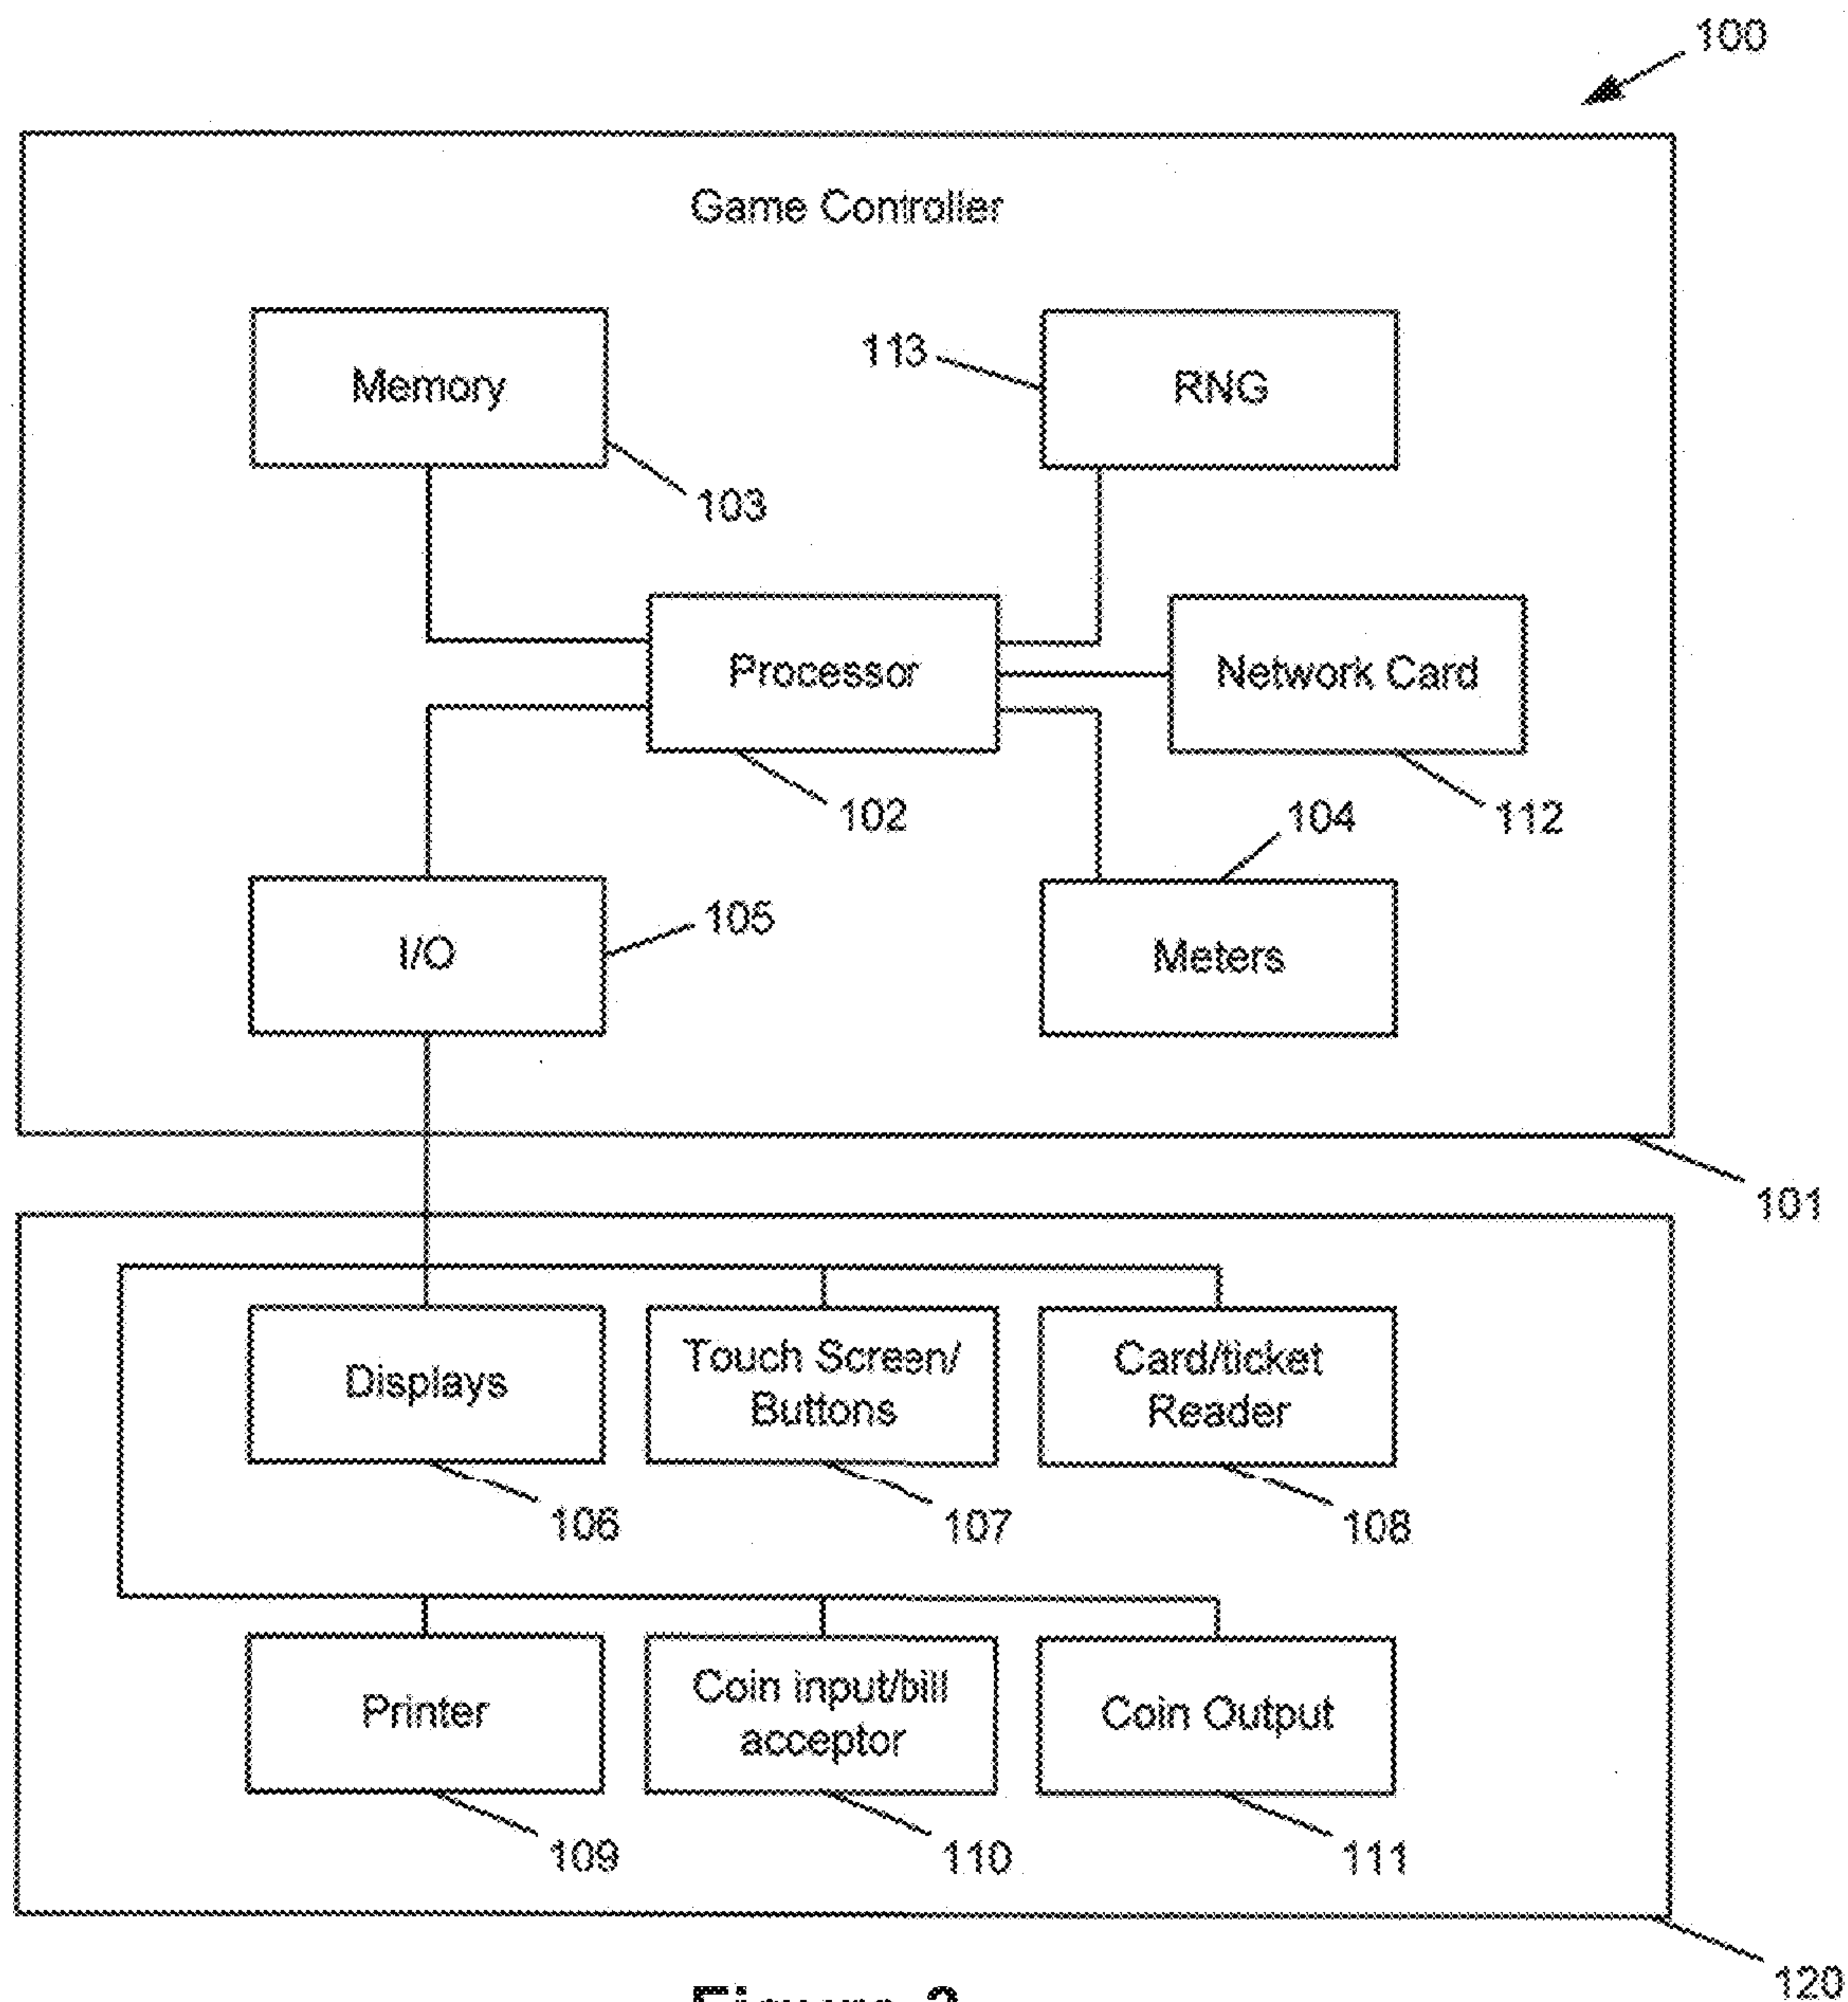 100
Game Controller
Memory
113
RNG
103
Processor
Network Card
102
104
112
I/O
105
Meters
101
Displays
Touch Screen/
Buttons
Card/ticket
Reader
106
107
108
Printer
Coin input/bill
acceptor
Coin Output
109
110
111
120